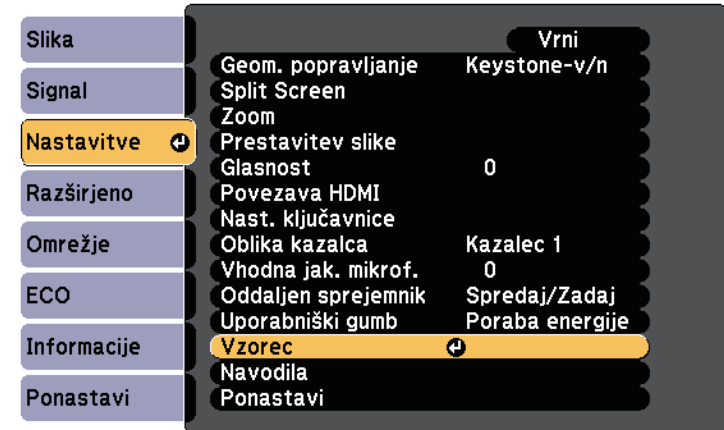 Slika
Signal
Nastavitve
Razširjeno
Omrežje
ECO
Informacije
Ponastavi
Vrni
Geom. popravljanje Keystone-v/n
Split Screen
Zoom
Prestavitev slike
Glasnost 0
Povezava HDMI
Nast. ključavnice
Oblika kazalca Kazalec 1
Vhodna jak. mikrof. 0
Oddaljen sprejemnik Spredaj/Zadaj
Uporabniški gumb Poraba energije
Vzorec
Navodila
Ponastavi